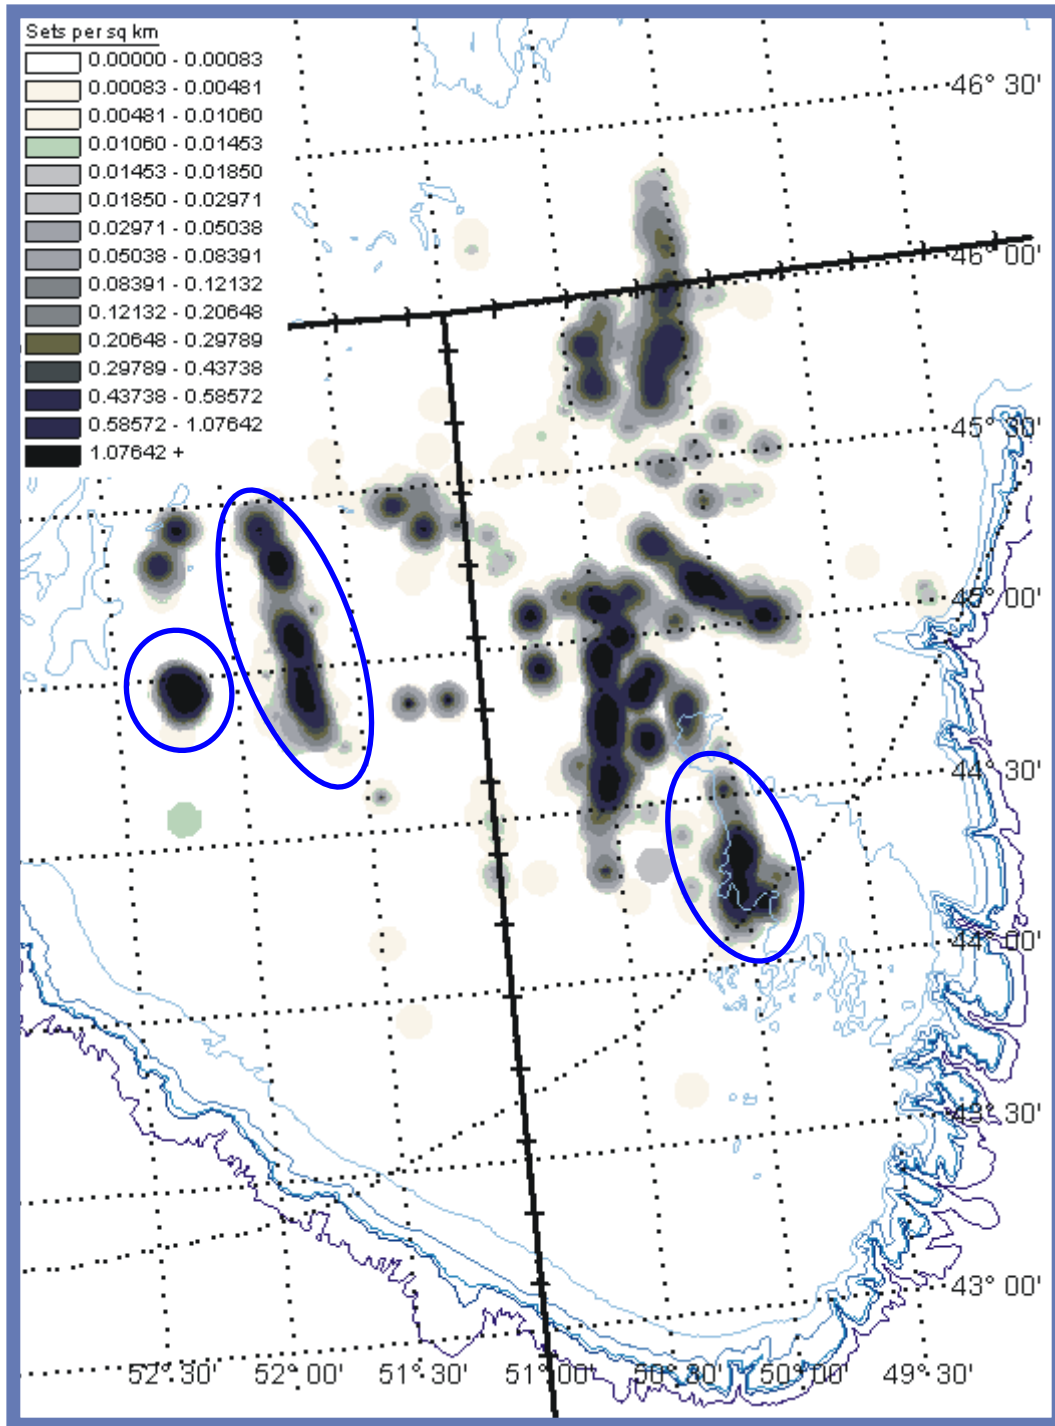 Sets per sq km
0.00000 - 0.00083
0.00083 - 0.00481
0.00481 - 0.01060
0.01060 - 0.01453
0.01453 - 0.01850
0.01850 - 0.02971
0.02971 - 0.05038
0.05038 - 0.08391
0.08391 - 0.12132
0.12132 - 0.20648
0.20648 - 0.29789
0.29789 - 0.43738
0.43738 - 0.58572
0.58572 - 1.07642
1.07642 +
46° 30'
46° 00'
45° 30'
45° 00'
44° 30'
44° 00'
43° 30'
43° 00'
52° 30' 52° 00' 51° 30' 51° 00' 50° 30' 50° 00' 49° 30'